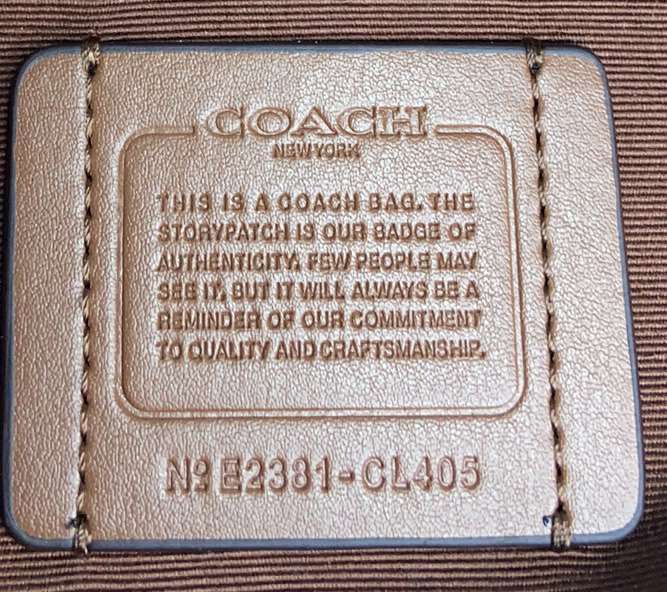 COACH
NEW YORK
THIS IS A COACH BAG. THE
STORYPATCH IS OUR BADGE OF
AUTHENTICITY. FEW PEOPLE MAY
SEE IT, BUT IT WILL ALWAYS BE A
REMINDER OF OUR COMMITMENT
TO QUALITY AND CRAFTSMANSHIP.
Nº E2381-CL405